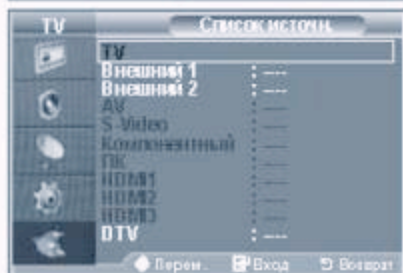 TV Список источн.
TV
Внешний 1 : ----
Внешний 2 : ----
AV : ----
S-Video : ----
Компонентный : ----
ПК : ----
HDMI1 : ----
HDMI2 : ----
HDMI3 : ----
DTV : ----
Перем. Вход Возврат